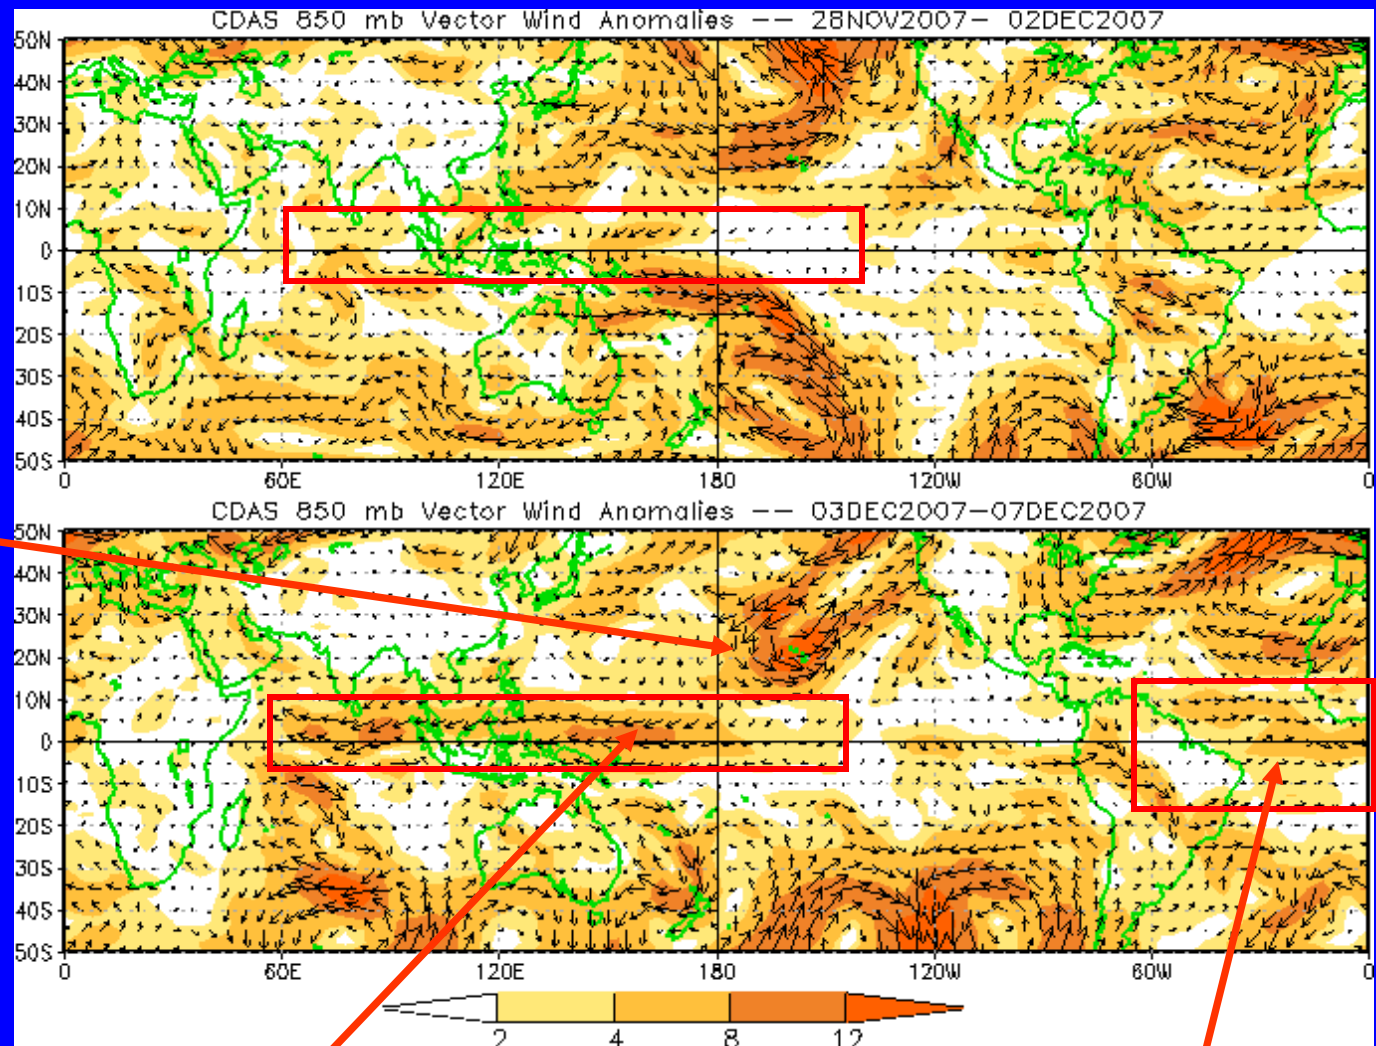 CDAS 850 mb Vector Wind Anomalies -- 28NOV2007- 02DEC2007
50N
40N
30N
20N
10N
0
10S
20S
30S
40S
50S
0 60E 120E 180 120W 60W 0
CDAS 850 mb Vector Wind Anomalies -- 03DEC2007-07DEC2007
50N
40N
30N
20N
10N
0
10S
20S
30S
40S
50S
0 60E 120E 180 120W 60W 0
2 4 8 12